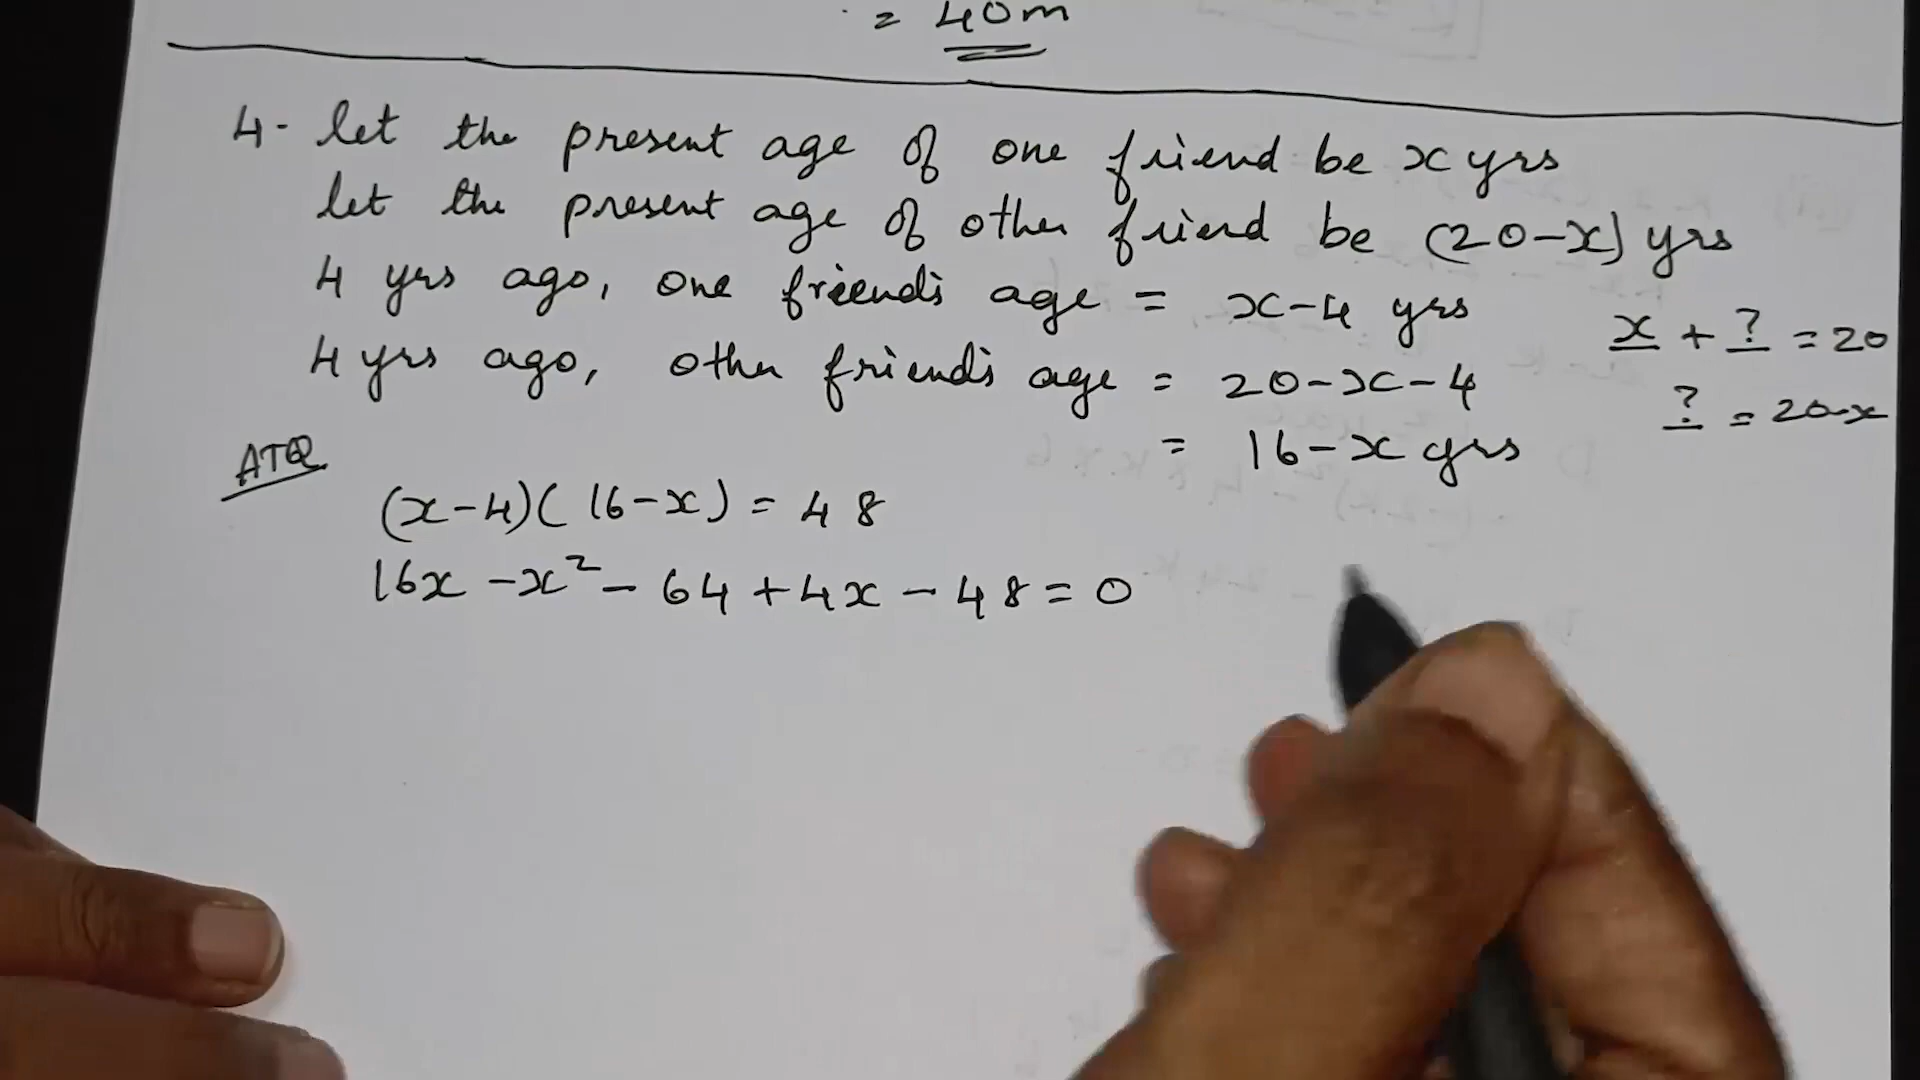 = 40m
4- let the present age of one friend be x yrs
let the present age of other friend be (20-x) yrs
4 yrs ago, one friend's age = x-4 yrs
x + ? = 20
4 yrs ago, other friend's age = 20-x-4
? = 20-x
= 16-x yrs
ATQ
(x-4)(16-x) = 48
16x - x² - 64 + 4x - 48 = 0